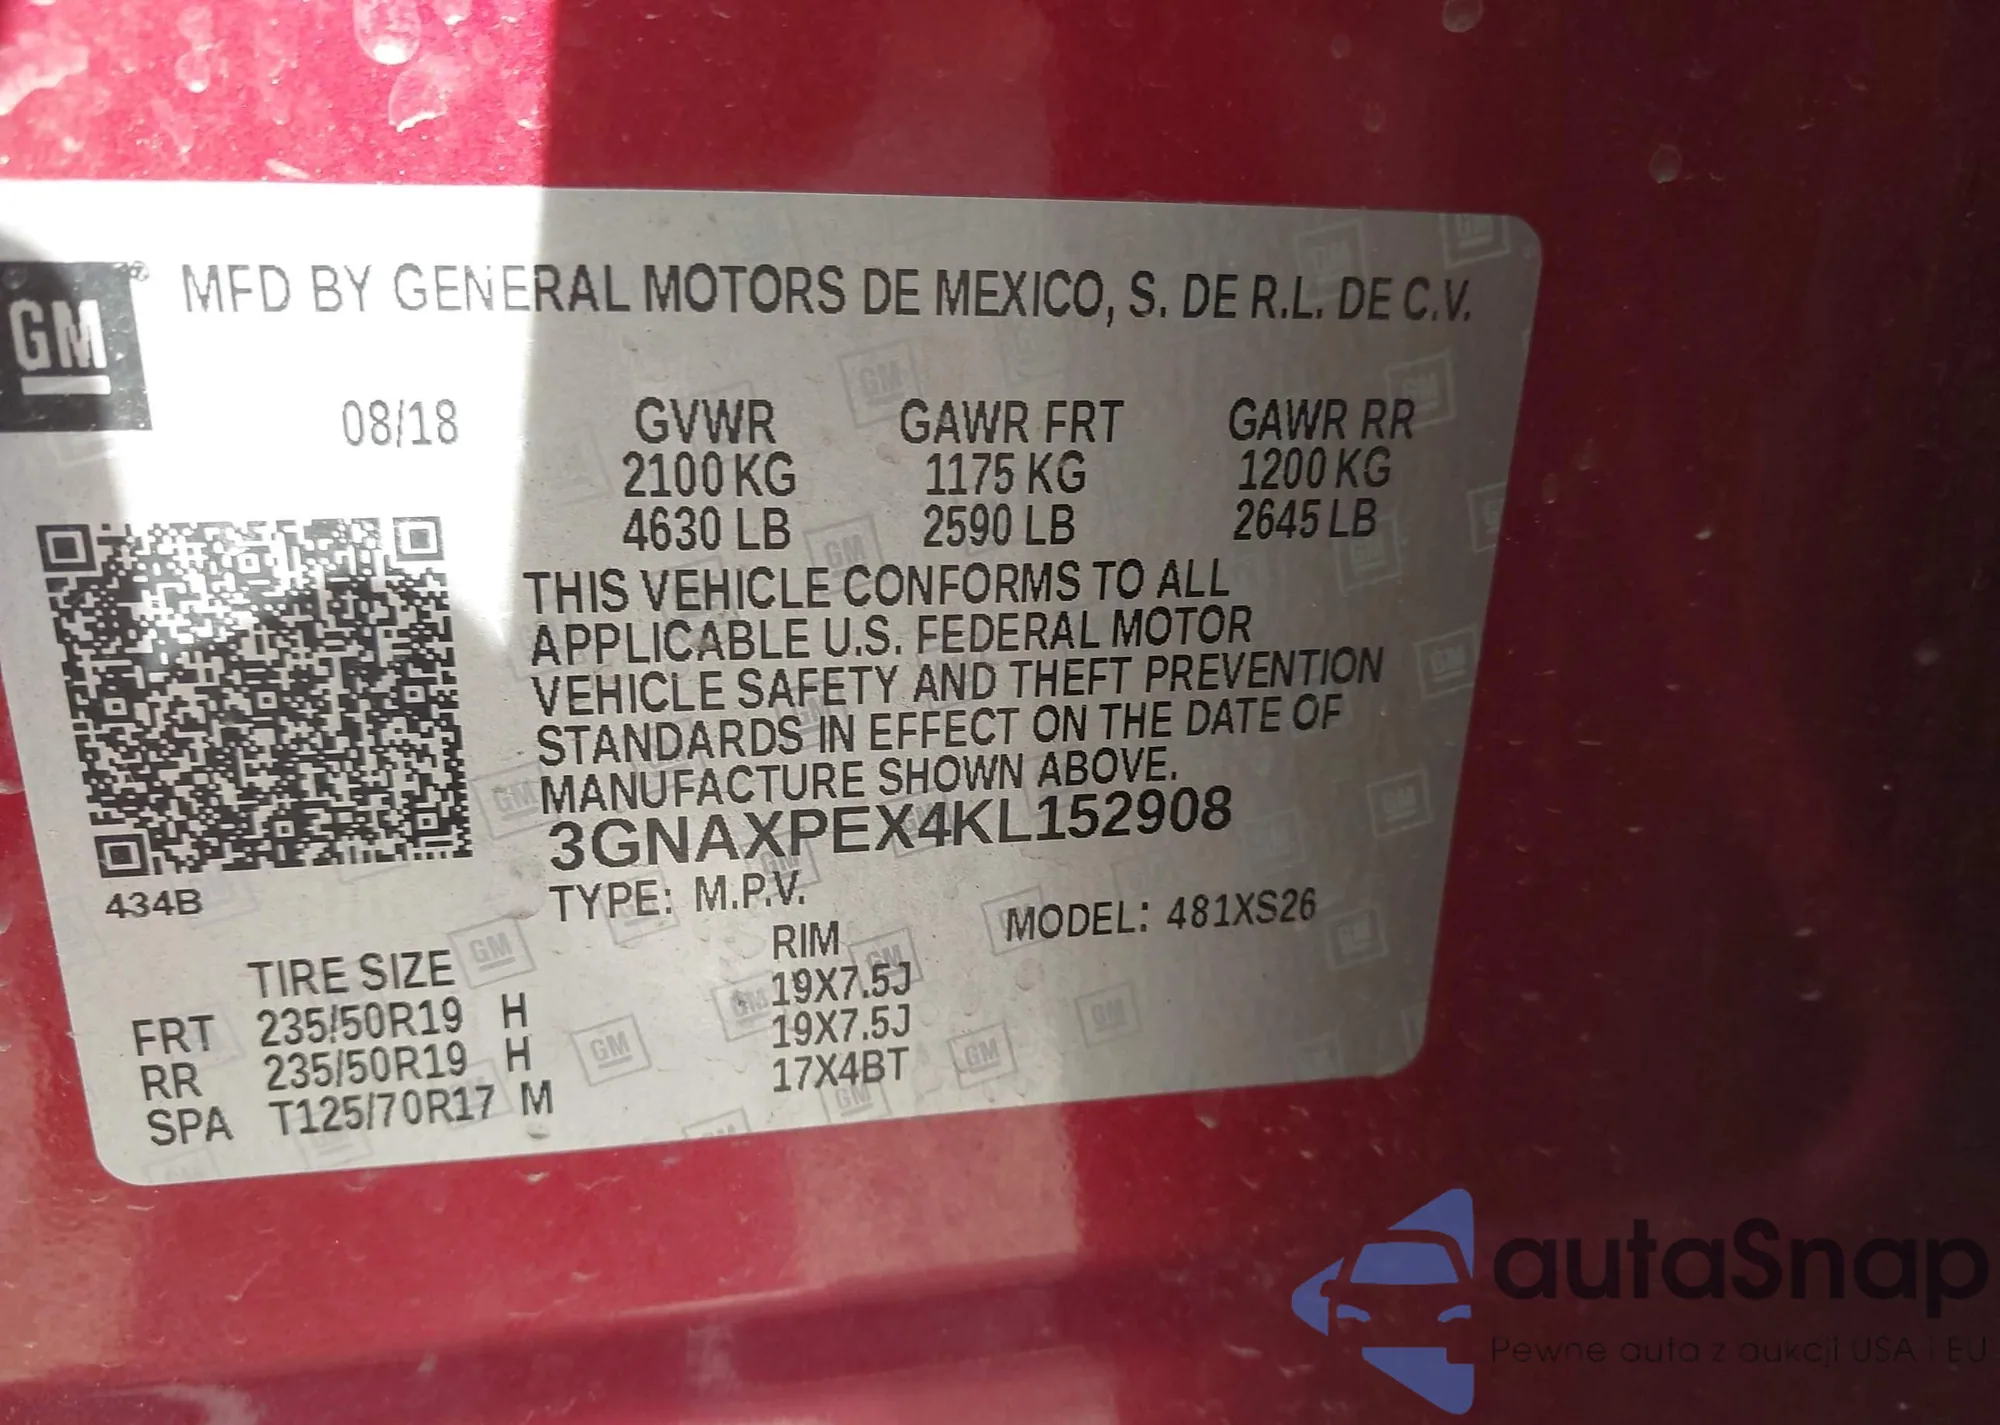 GM
MFD BY GENERAL MOTORS DE MEXICO, S. DE R.L. DE C.V.
08/18
GVWR GAWR FRT GAWR RR
2100 KG 1175 KG 1200 KG
4630 LB 2590 LB 2645 LB
THIS VEHICLE CONFORMS TO ALL
APPLICABLE U.S. FEDERAL MOTOR
VEHICLE SAFETY AND THEFT PREVENTION
STANDARDS IN EFFECT ON THE DATE OF
MANUFACTURE SHOWN ABOVE.
3GNAXPEX4KL152908
434B
TYPE: M.P.V. MODEL: 481XS26
TIRE SIZE RIM
FRT 235/50R19 H 19X7.5J
RR 235/50R19 H 19X7.5J
SPA T125/70R17 M 17X4BT
autaSnap
Pewne auta z aukcji USA i EU